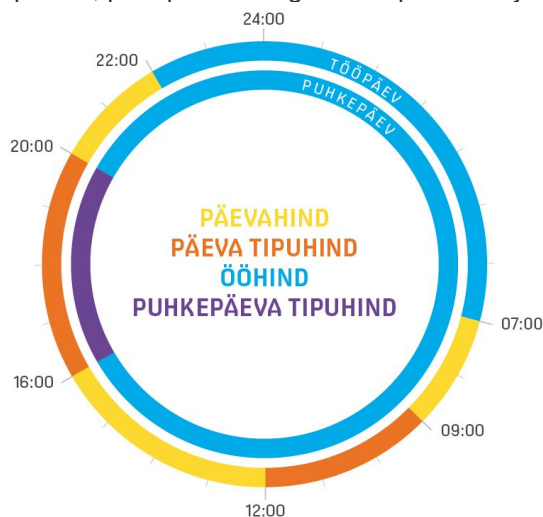 24:00
22:00
TÖÖPÄEV
PUHKEPÄEV
20:00
PÄEVAHIND
PÄEVA TIPUHIND
ÖÖHIND
PUHKEPÄEVA TIPUHIND
07:00
16:00
09:00
12:00